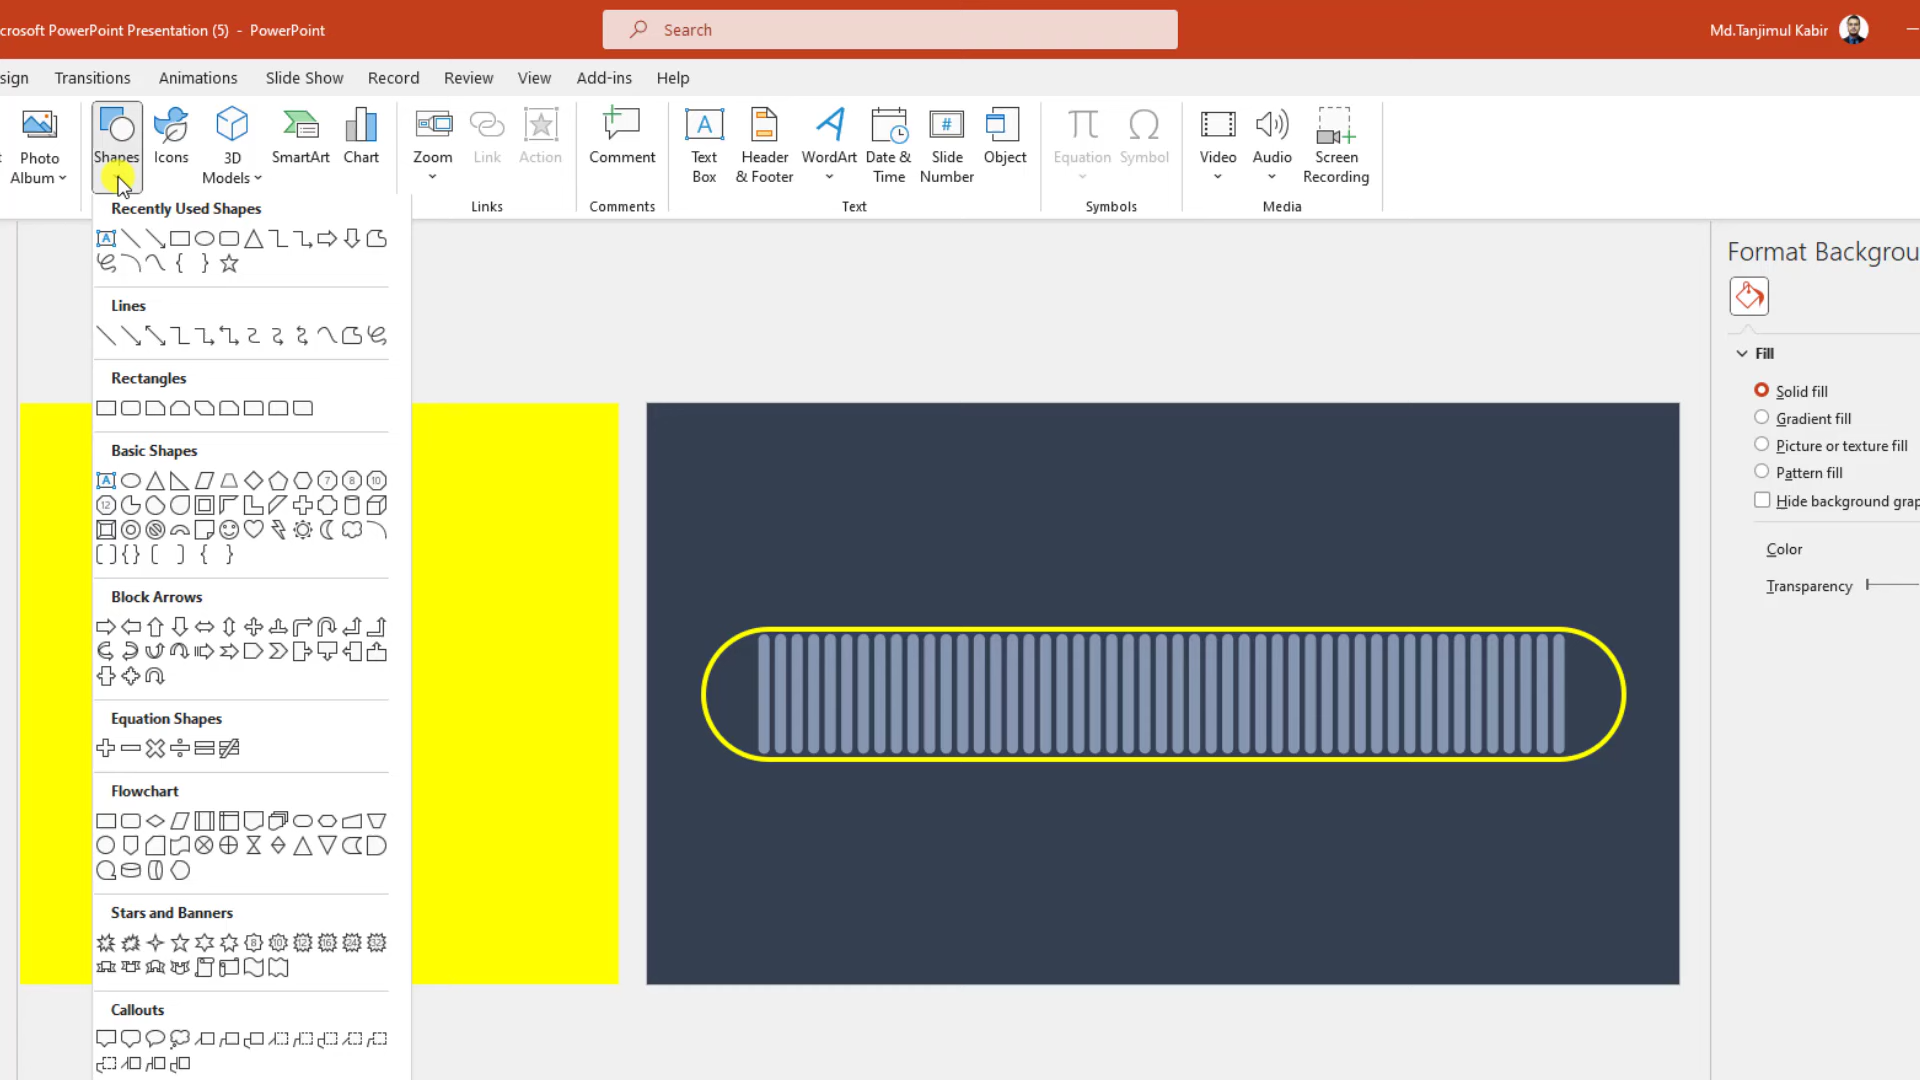 crosoft PowerPoint Presentation (5) - PowerPoint
Search
Md.Tanjimul Kabir
sign Transitions Animations Slide Show Record Review View Add-ins Help
Photo Album
Shapes
Icons
3D Models
SmartArt
Chart
Zoom
Link
Action
Comment
Text Box
Header & Footer
WordArt
Date & Time
Slide Number
Object
Equation
Symbol
Video
Audio
Screen Recording
Links
Comments
Text
Symbols
Media
Recently Used Shapes
Lines
Rectangles
Basic Shapes
Block Arrows
Equation Shapes
Flowchart
Stars and Banners
Callouts
Format Backgrou
Fill
Solid fill
Gradient fill
Picture or texture fill
Pattern fill
Hide background grap
Color
Transparency